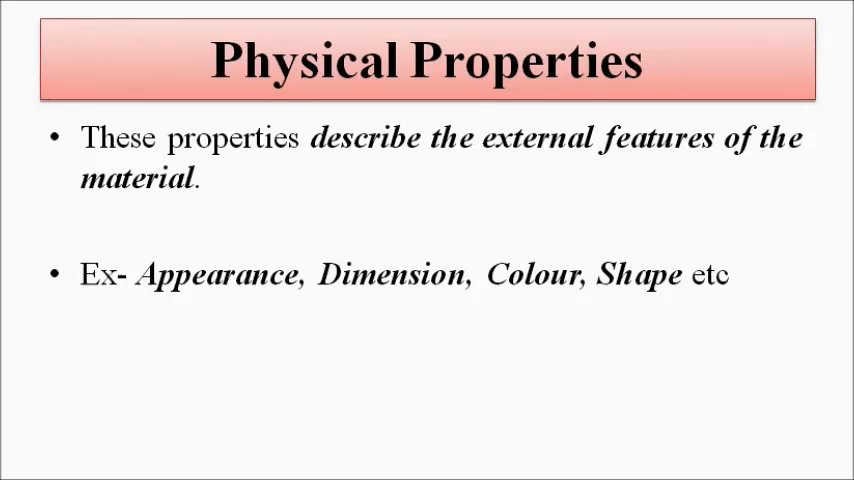 Physical Properties
• These properties describe the external features of the
material.
• Ex- Appearance, Dimension, Colour, Shape etc